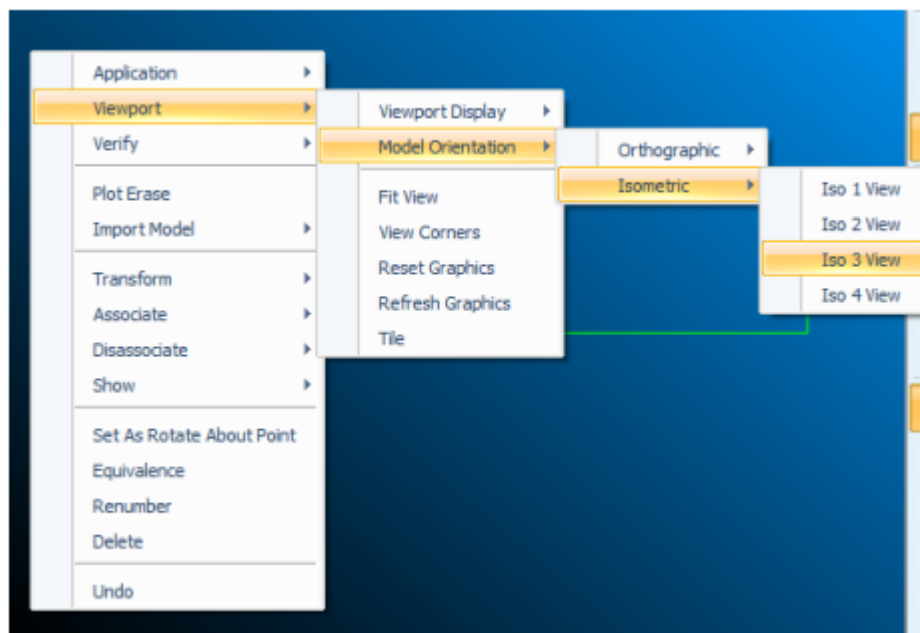 Application
Viewport
Verify
Plot Erase
Import Model
Transform
Associate
Disassociate
Show
Set As Rotate About Point
Equivalence
Renumber
Delete
Undo
Viewport Display
Model Orientation
Fit View
View Corners
Reset Graphics
Refresh Graphics
Tile
Orthographic
Isometric
Iso 1 View
Iso 2 View
Iso 3 View
Iso 4 View